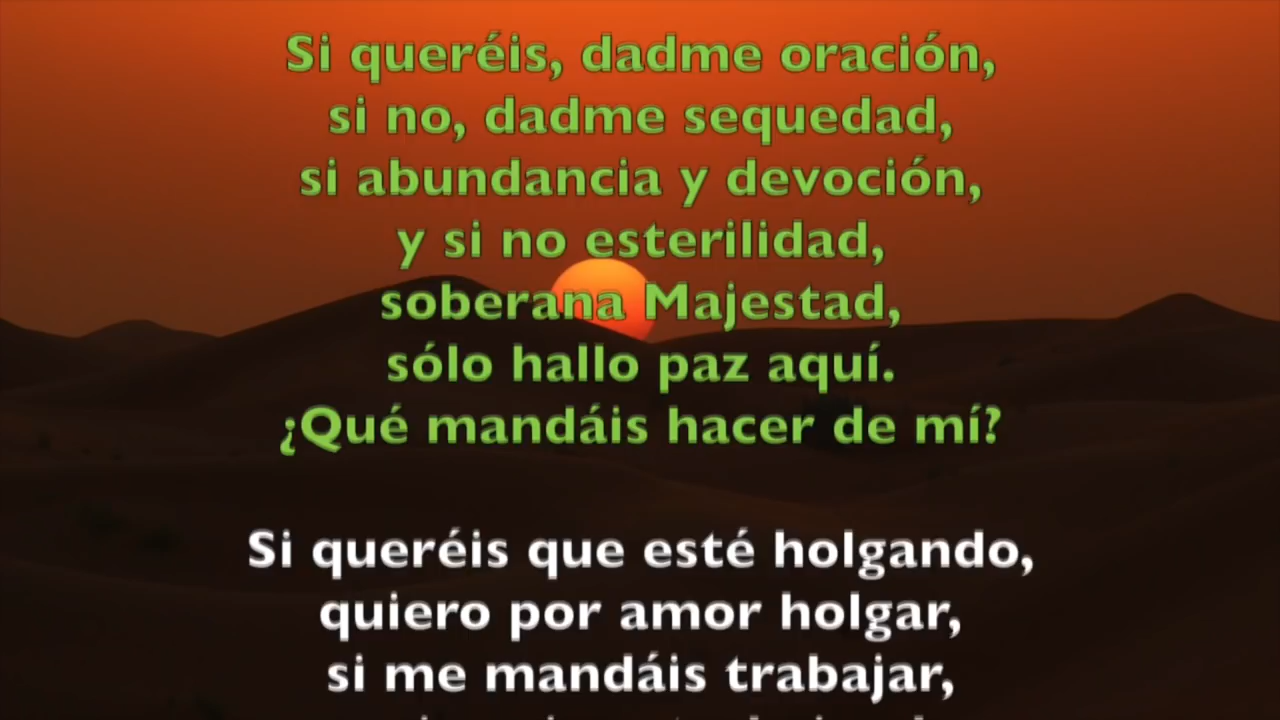 Si queréis, dadme oración,
si no, dadme sequedad,
si abundancia y devoción,
y si no esterilidad,
soberana Majestad,
sólo hallo paz aquí.
¿Qué mandáis hacer de mí?
Si queréis que esté holgando,
quiero por amor holgar,
si me mandáis trabajar,